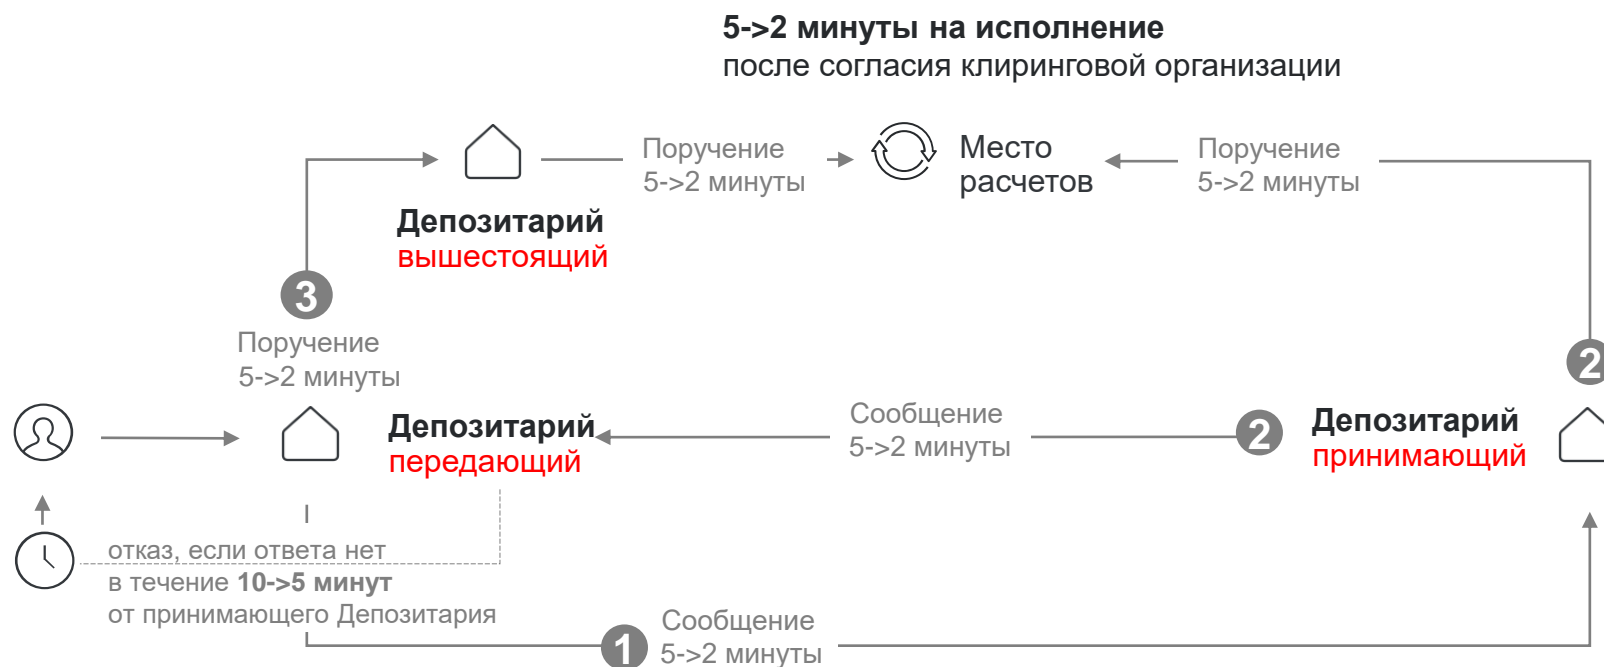 5->2 минуты на исполнение
после согласия клиринговой организации
Поручение
5->2 минуты
Место
расчетов
Поручение
5->2 минуты
Депозитарий
вышестоящий
3
Поручение
5->2 минуты
2
Депозитарий
передающий
Сообщение
5->2 минуты
2
Депозитарий
принимающий
отказ, если ответа нет
в течение 10->5 минут
от принимающего Депозитария
1
Сообщение
5->2 минуты